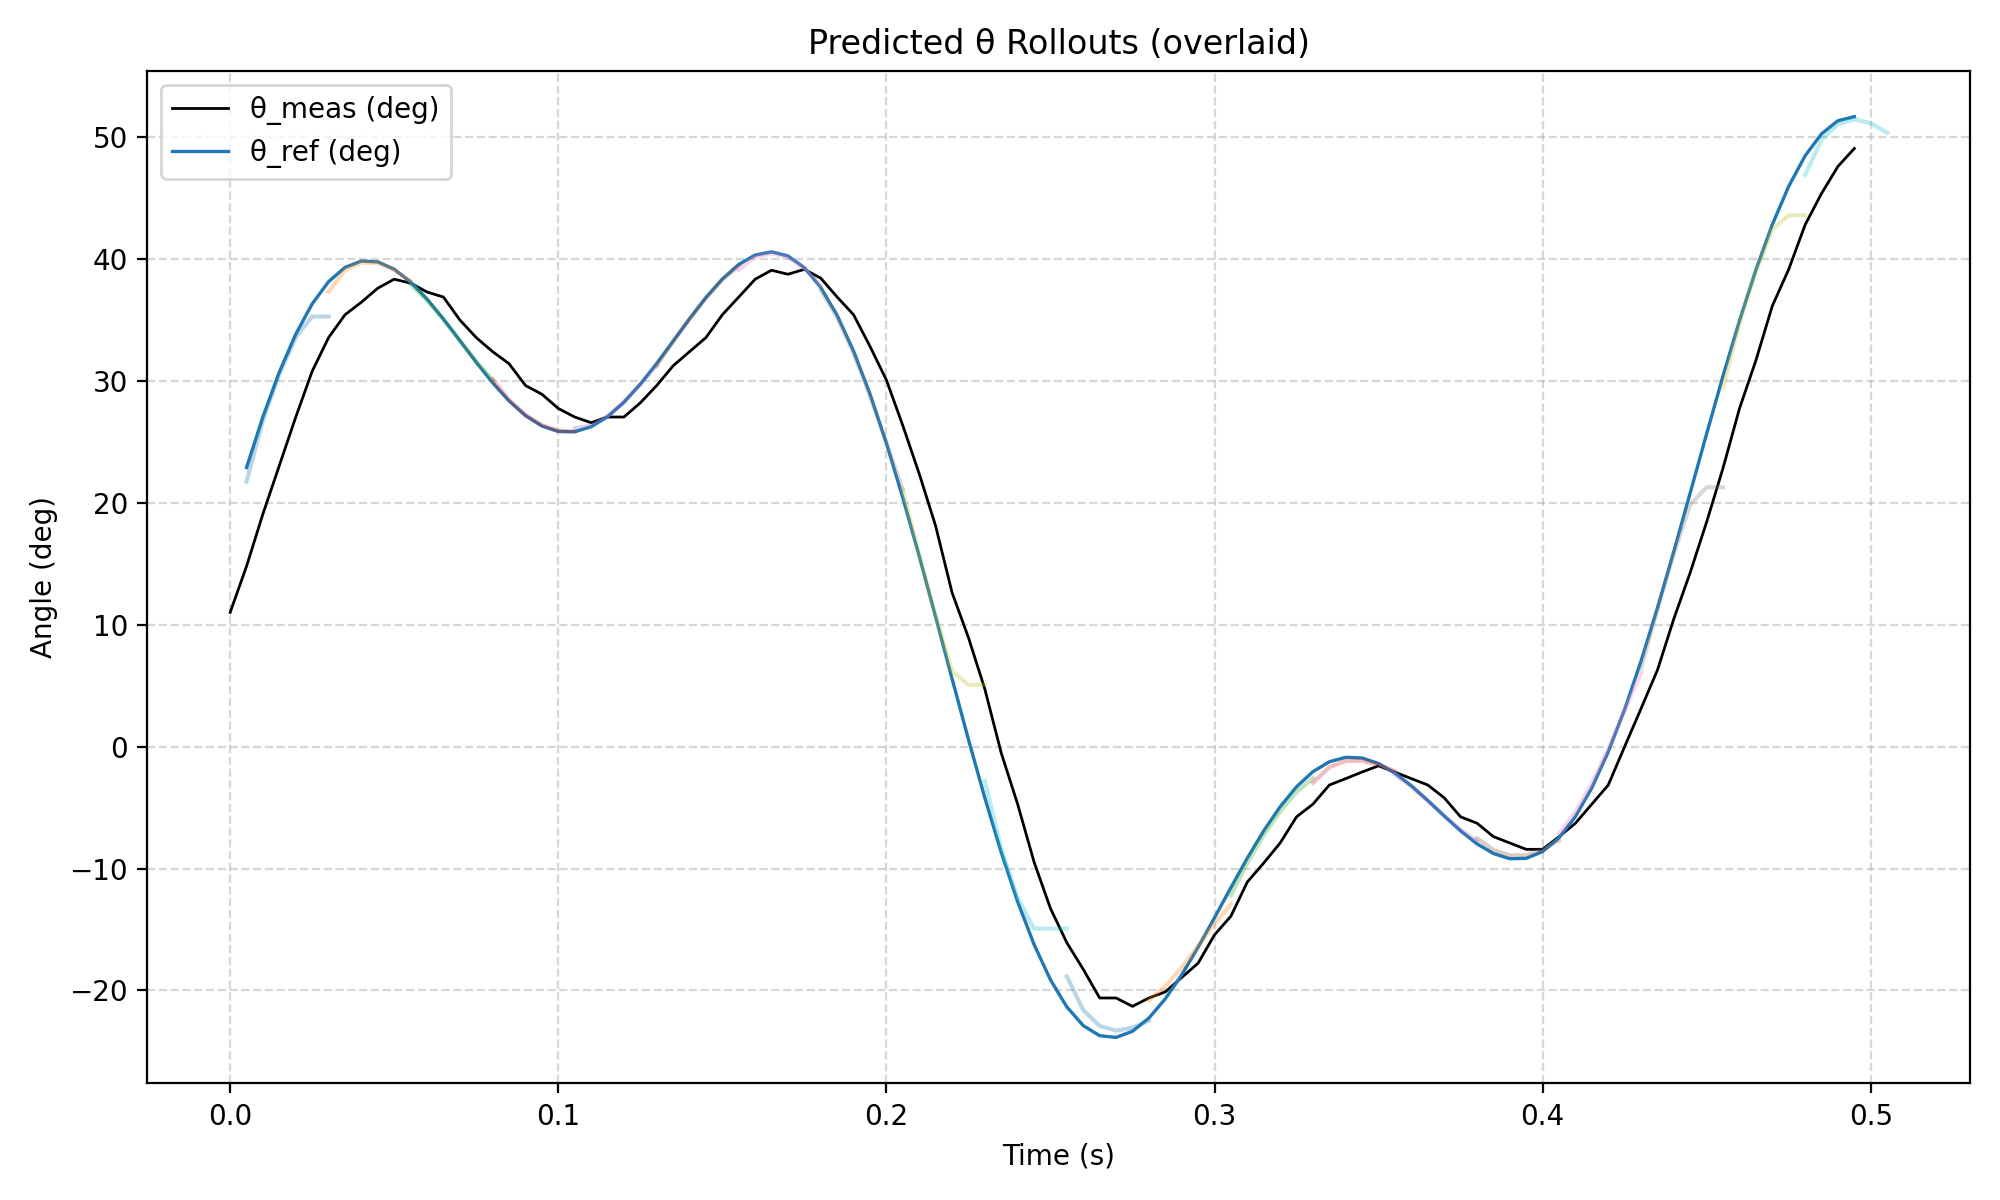 Predicted θ Rollouts (overlaid)
θ_meas (deg)
θ_ref (deg)
50
40
30
20
10
0
−10
−20
Angle (deg)
0.0 0.1 0.2 0.3 0.4 0.5
Time (s)